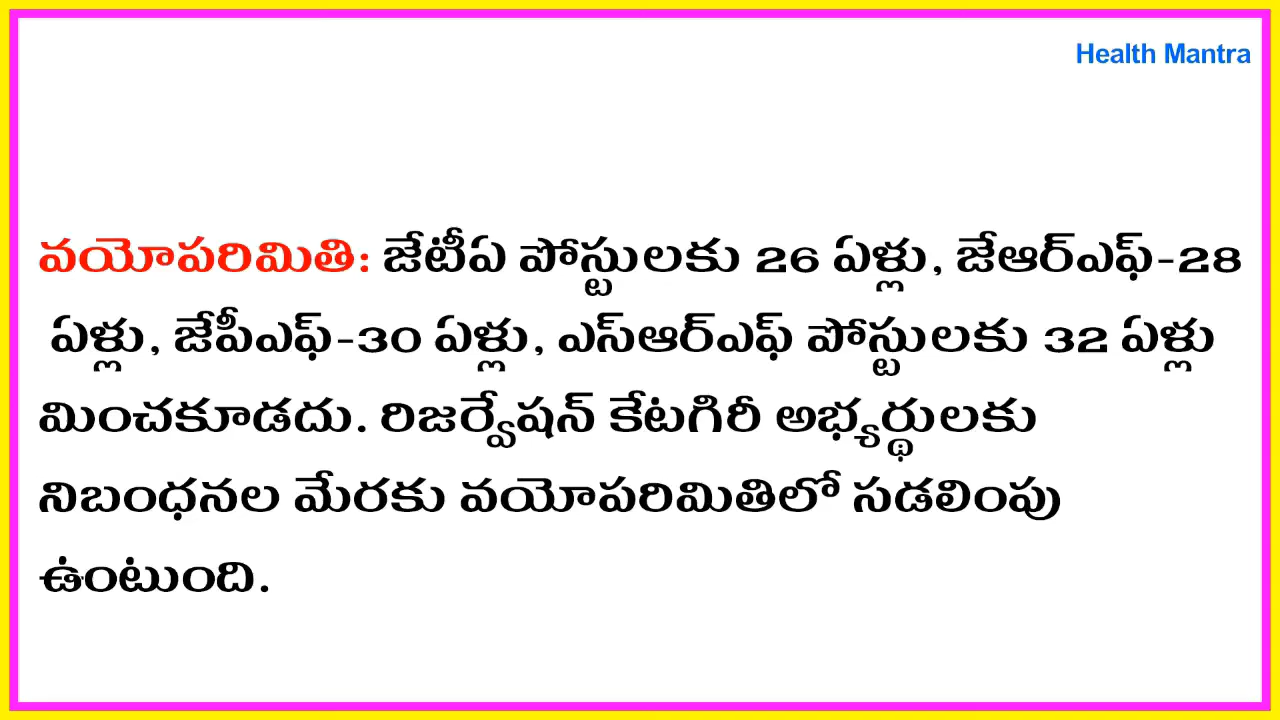 Health Mantra
వయోపరిమితి: జేటీఏ పోస్టులకు 26 ఏళ్లు, జేఆర్ఎఫ్-28
ఏళ్లు, జేపీఎఫ్-30 ఏళ్లు, ఎస్ఆర్ఎఫ్ పోస్టులకు 32 ఏళ్లు
మించకూడదు. రిజర్వేషన్ కేటగిరీ అభ్యర్థులకు
నిబంధనల మేరకు వయోపరిమితిలో సడలింపు
ఉంటుంది.